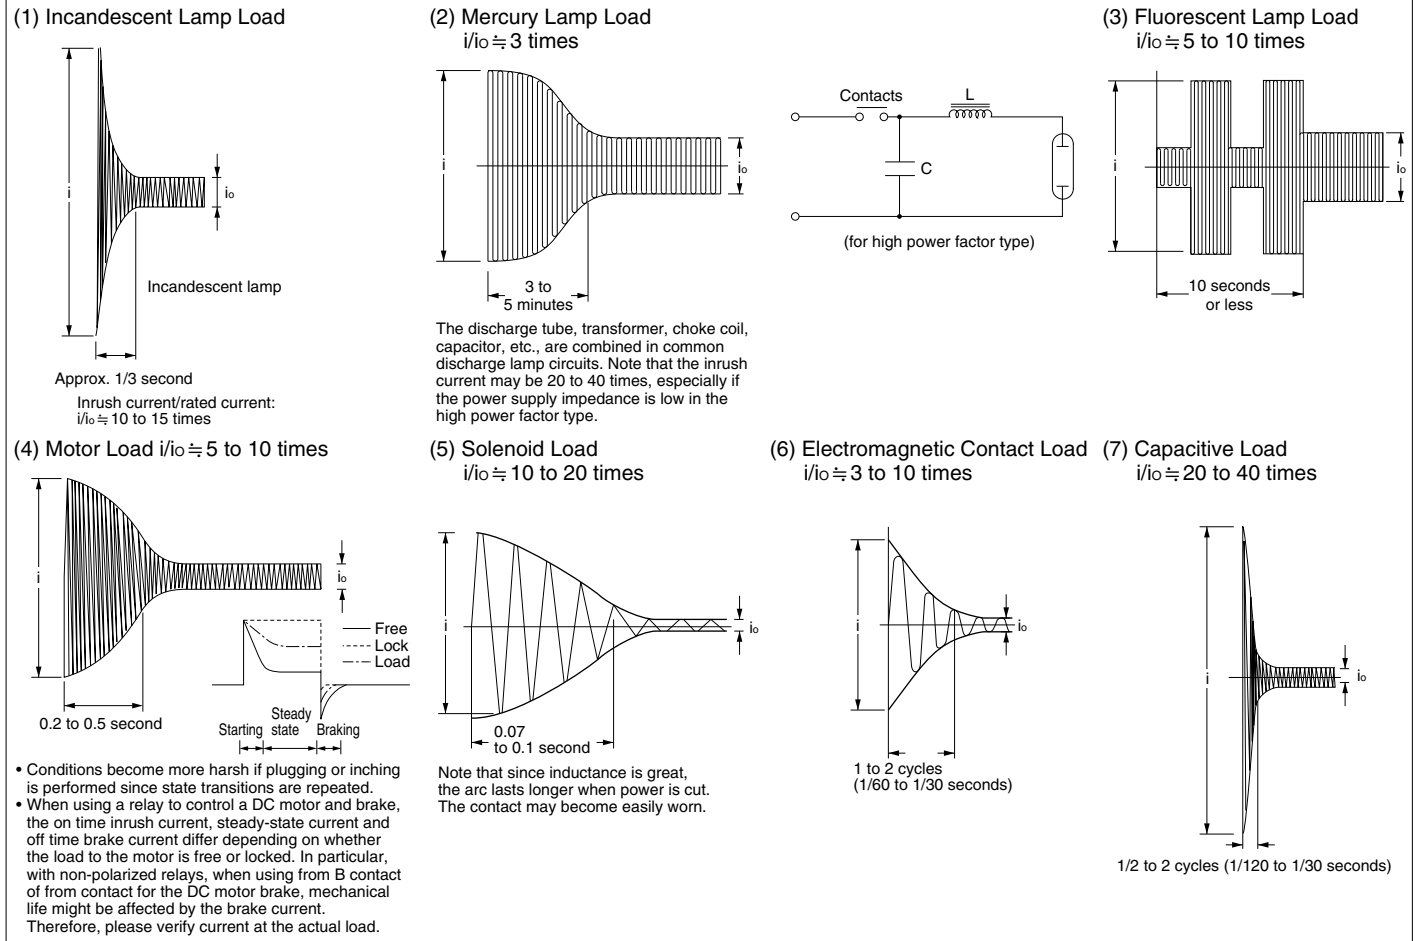 (1) Incandescent Lamp Load
i
io
Incandescent lamp
Approx. 1/3 second
Inrush current/rated current:
i/io≒10 to 15 times
(2) Mercury Lamp Load
i/io≒3 times
i
io
3 to
5 minutes
Contacts
L
C
(for high power factor type)
The discharge tube, transformer, choke coil,
capacitor, etc., are combined in common
discharge lamp circuits. Note that the inrush
current may be 20 to 40 times, especially if
the power supply impedance is low in the
high power factor type.
(3) Fluorescent Lamp Load
i/io≒5 to 10 times
i
io
10 seconds
or less
(4) Motor Load i/io≒5 to 10 times
i
io
0.2 to 0.5 second
Free
Lock
Load
Starting
Steady
state
Braking
• Conditions become more harsh if plugging or inching
is performed since state transitions are repeated.
• When using a relay to control a DC motor and brake,
the on time inrush current, steady-state current and
off time brake current differ depending on whether
the load to the motor is free or locked. In particular,
with non-polarized relays, when using from B contact
of from contact for the DC motor brake, mechanical
life might be affected by the brake current.
Therefore, please verify current at the actual load.
(5) Solenoid Load
i/io≒10 to 20 times
i
io
0.07
to 0.1 second
Note that since inductance is great,
the arc lasts longer when power is cut.
The contact may become easily worn.
(6) Electromagnetic Contact Load
i/io≒3 to 10 times
i
io
1 to 2 cycles
(1/60 to 1/30 seconds)
(7) Capacitive Load
i/io≒20 to 40 times
i
io
1/2 to 2 cycles (1/120 to 1/30 seconds)